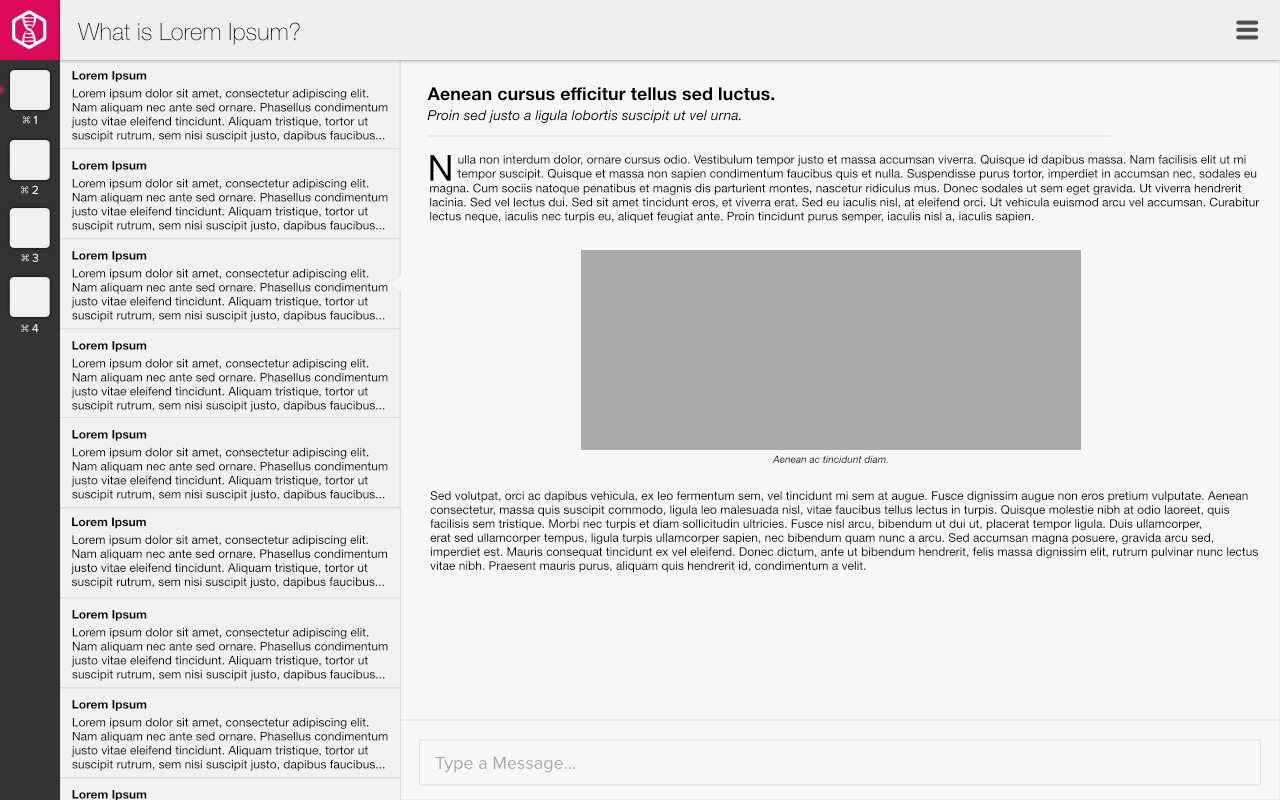 What is Lorem Ipsum?
⌘1
⌘2
⌘3
⌘4
Lorem Ipsum
Lorem ipsum dolor sit amet, consectetur adipiscing elit.
Nam aliquam nec ante sed ornare. Phasellus condimentum
justo vitae eleifend tincidunt. Aliquam tristique, tortor ut
suscipit rutrum, sem nisi suscipit justo, dapibus faucibus...
Lorem Ipsum
Lorem ipsum dolor sit amet, consectetur adipiscing elit.
Nam aliquam nec ante sed ornare. Phasellus condimentum
justo vitae eleifend tincidunt. Aliquam tristique, tortor ut
suscipit rutrum, sem nisi suscipit justo, dapibus faucibus...
Lorem Ipsum
Lorem ipsum dolor sit amet, consectetur adipiscing elit.
Nam aliquam nec ante sed ornare. Phasellus condimentum
justo vitae eleifend tincidunt. Aliquam tristique, tortor ut
suscipit rutrum, sem nisi suscipit justo, dapibus faucibus...
Lorem Ipsum
Lorem ipsum dolor sit amet, consectetur adipiscing elit.
Nam aliquam nec ante sed ornare. Phasellus condimentum
justo vitae eleifend tincidunt. Aliquam tristique, tortor ut
suscipit rutrum, sem nisi suscipit justo, dapibus faucibus...
Lorem Ipsum
Lorem ipsum dolor sit amet, consectetur adipiscing elit.
Nam aliquam nec ante sed ornare. Phasellus condimentum
justo vitae eleifend tincidunt. Aliquam tristique, tortor ut
suscipit rutrum, sem nisi suscipit justo, dapibus faucibus...
Lorem Ipsum
Lorem ipsum dolor sit amet, consectetur adipiscing elit.
Nam aliquam nec ante sed ornare. Phasellus condimentum
justo vitae eleifend tincidunt. Aliquam tristique, tortor ut
suscipit rutrum, sem nisi suscipit justo, dapibus faucibus...
Lorem Ipsum
Lorem ipsum dolor sit amet, consectetur adipiscing elit.
Nam aliquam nec ante sed ornare. Phasellus condimentum
justo vitae eleifend tincidunt. Aliquam tristique, tortor ut
suscipit rutrum, sem nisi suscipit justo, dapibus faucibus...
Lorem Ipsum
Lorem ipsum dolor sit amet, consectetur adipiscing elit.
Nam aliquam nec ante sed ornare. Phasellus condimentum
justo vitae eleifend tincidunt. Aliquam tristique, tortor ut
suscipit rutrum, sem nisi suscipit justo, dapibus faucibus...
Lorem Ipsum
Aenean cursus efficitur tellus sed luctus.
Proin sed justo a ligula lobortis suscipit ut vel urna.
Nulla non interdum dolor, ornare cursus odio. Vestibulum tempor justo et massa accumsan viverra. Quisque id dapibus massa. Nam facilisis elit ut mi
tempor suscipit. Quisque et massa non sapien condimentum faucibus quis et nulla. Suspendisse purus tortor, imperdiet in accumsan nec, sodales eu
magna. Cum sociis natoque penatibus et magnis dis parturient montes, nascetur ridiculus mus. Donec sodales ut sem eget gravida. Ut viverra hendrerit
lacinia. Sed vel lectus dui. Sed sit amet tincidunt eros, et viverra erat. Sed eu iaculis nisl, at eleifend orci. Ut vehicula euismod arcu vel accumsan. Curabitur
lectus neque, iaculis nec turpis eu, aliquet feugiat ante. Proin tincidunt purus semper, iaculis nisl a, iaculis sapien.
Aenean ac tincidunt diam.
Sed volutpat, orci ac dapibus vehicula, ex leo fermentum sem, vel tincidunt mi sem at augue. Fusce dignissim augue non eros pretium vulputate. Aenean
consectetur, massa quis suscipit commodo, ligula leo malesuada nisl, vitae faucibus tellus lectus in turpis. Quisque molestie nibh at odio laoreet, quis
facilisis sem tristique. Morbi nec turpis et diam sollicitudin ultricies. Fusce nisl arcu, bibendum ut dui ut, placerat tempor ligula. Duis ullamcorper,
erat sed ullamcorper tempus, ligula turpis ullamcorper sapien, nec bibendum quam nunc a arcu. Sed accumsan magna posuere, gravida arcu sed,
imperdiet est. Mauris consequat tincidunt ex vel eleifend. Donec dictum, ante ut bibendum hendrerit, felis massa dignissim elit, rutrum pulvinar nunc lectus
vitae nibh. Praesent mauris purus, aliquam quis hendrerit id, condimentum a velit.
Type a Message...